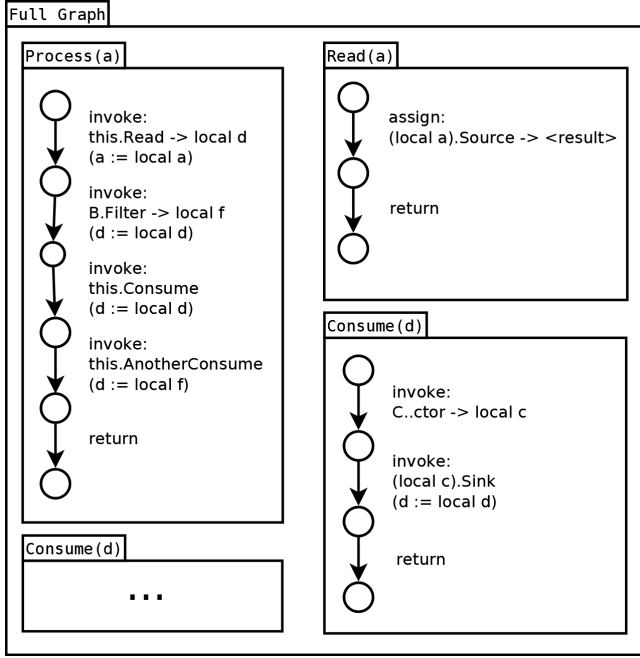 Full Graph
Process(a)
invoke:
this.Read -> local d
(a := local a)
invoke:
B.Filter -> local f
(d := local d)
invoke:
this.Consume
(d := local d)
invoke:
this.AnotherConsume
(d := local f)
return
Consume(d)
...
Read(a)
assign:
(local a).Source -> <result>
return
Consume(d)
invoke:
C..ctor -> local c
invoke:
(local c).Sink
(d := local d)
return